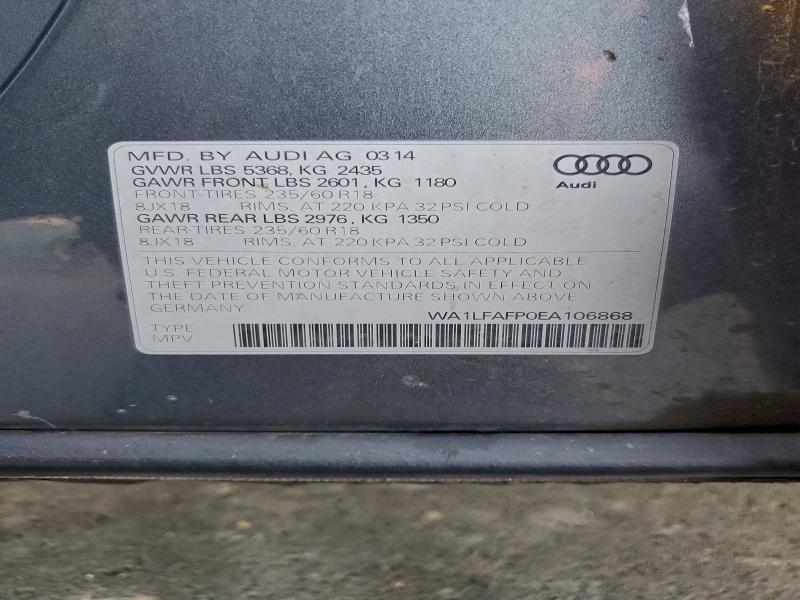 MFD. BY AUDI AG 0314
GVWR LBS 5368, KG 2435
GAWR FRONT LBS 2601, KG 1180
FRONT-TIRES 235/60 R18
8JX18 RIMS, AT 220 KPA 32 PSI COLD
GAWR REAR LBS 2976, KG 1350
REAR-TIRES 235/60 R18
8JX18 RIMS, AT 220 KPA 32 PSI COLD
Audi
THIS VEHICLE CONFORMS TO ALL APPLICABLE
U.S. FEDERAL MOTOR VEHICLE SAFETY AND
THEFT PREVENTION STANDARDS IN EFFECT ON
THE DATE OF MANUFACTURE SHOWN ABOVE
GERMANY WA1LFAFP0EA106868
TYPE:
MPV